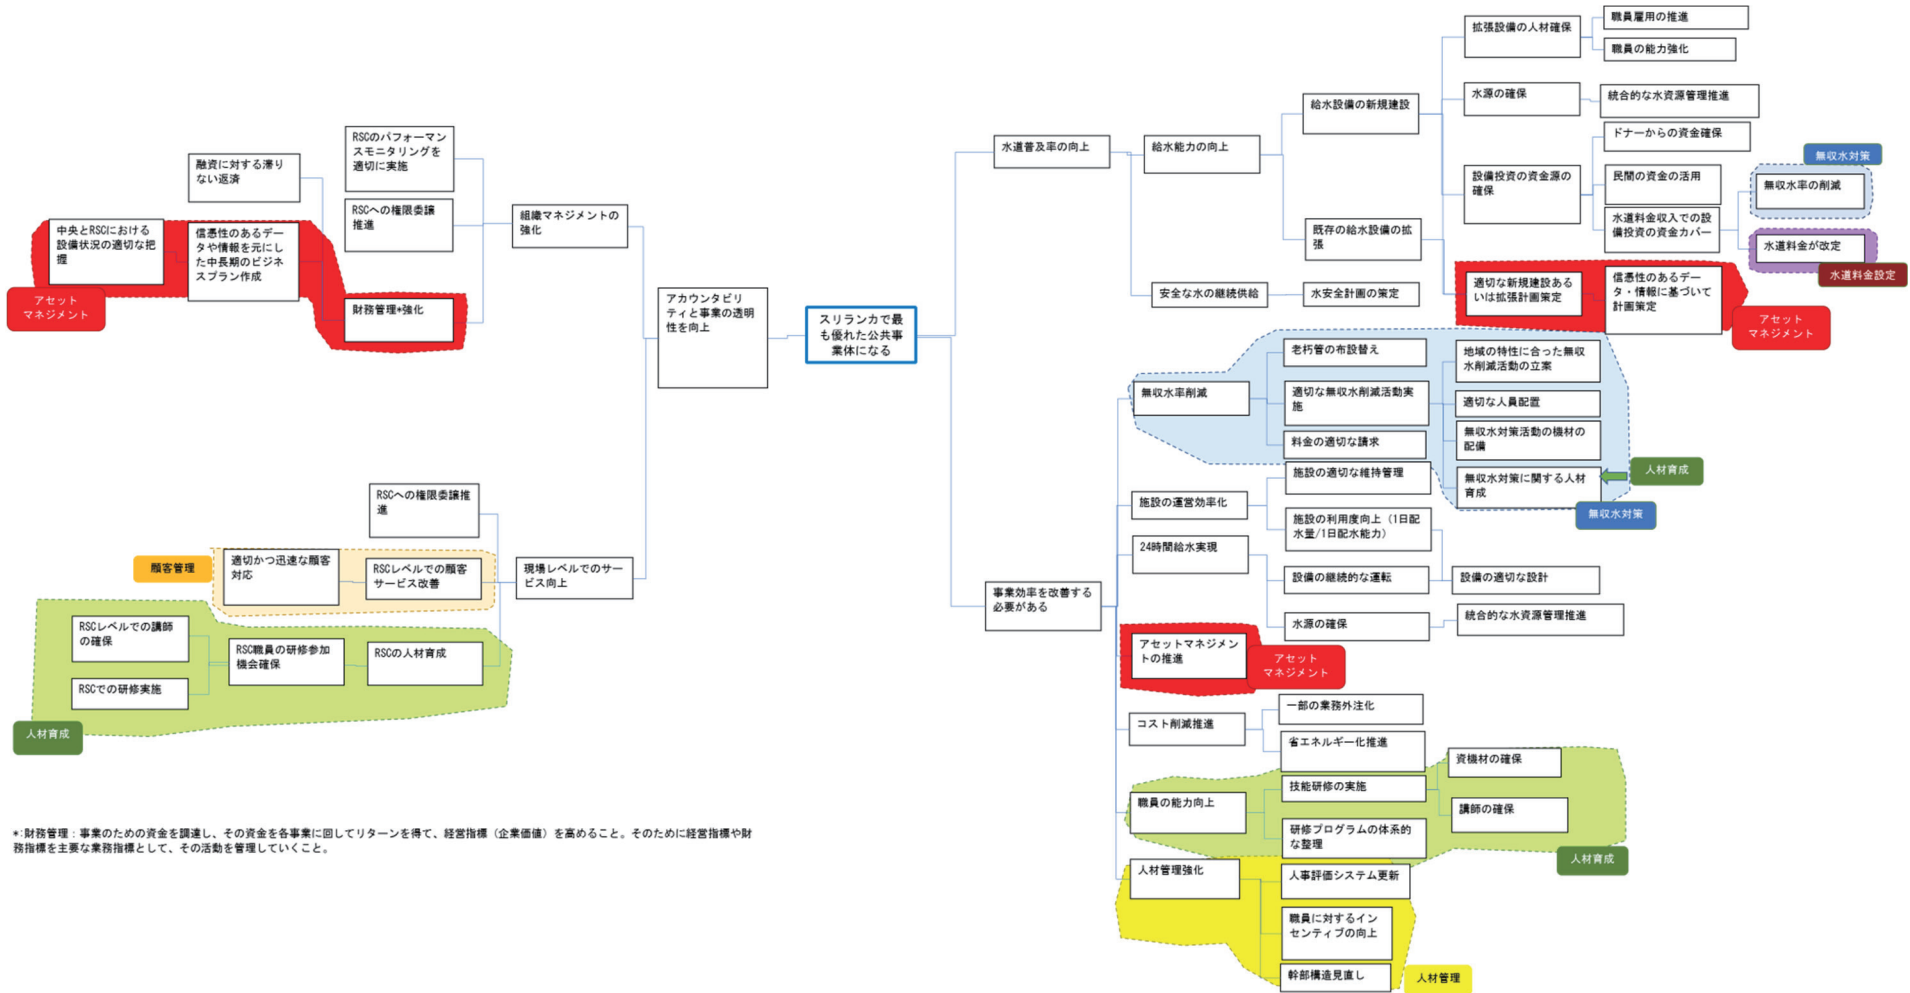 RSCのパフォーマン
スモニタリングを
適切に実施
融資に対する滞り
ない返済
RSCへの権限委譲
推進
組織マネジメントの
強化
中央とRSCにおける
設備状況の適切な把
握
信憑性のあるデー
タや情報を元にし
た中長期のビジネ
スプラン作成
アセット
マネジメント
財務管理*強化
アカウンタビリ
ティと事業の透明
性を向上
スリランカで最
も優れた公共事
業体になる
RSCへの権限委譲推
進
顧客管理
適切かつ迅速な顧客
対応
RSCレベルでの顧客
サービス改善
現場レベルでのサー
ビス向上
RSCレベルでの講師
の確保
RSC職員の研修参加
機会確保
RSCの人材育成
RSCでの研修実施
人材育成
*:財務管理:事業のための資金を調達し、その資金を各事業に回してリターンを得て、経営指標(企業価値)を高めること。そのために経営指標や財
務指標を主要な業務指標として、その活動を管理していくこと。
水道普及率の向上
給水能力の向上
給水設備の新規建設
拡張設備の人材確保
職員雇用の推進
職員の能力強化
水源の確保
統合的な水資源管理推進
設備投資の資金源の
確保
ドナーからの資金確保
民間の資金の活用
水道料金収入での設
備投資の資金カバー
無収水対策
無収水率の削減
水道料金が改定
水道料金設定
既存の給水設備の拡
張
適切な新規建設ある
いは拡張計画策定
信憑性のあるデー
タ・情報に基づいて
計画策定
アセット
マネジメント
安全な水の継続供給
水安全計画の策定
事業効率を改善する
必要がある
無収水率削減
老朽管の布設替え
適切な無収水削減活動実
施
料金の適切な請求
地域の特性に合った無収
水削減活動の立案
適切な人員配置
無収水対策活動の機材の
配備
無収水対策に関する人材
育成
人材育成
無収水対策
施設の運営効率化
施設の適切な維持管理
施設の利用度向上(1日配
水量/1日配水能力)
24時間給水実現
設備の継続的な運転
設備の適切な設計
水源の確保
統合的な水資源管理推進
アセットマネジメン
トの推進
アセット
マネジメント
コスト削減推進
一部の業務外注化
省エネルギー化推進
職員の能力向上
技能研修の実施
資機材の確保
講師の確保
研修プログラムの体系的
な整理
人材育成
人材管理強化
人事評価システム更新
職員に対するイン
センティブの向上
幹部構造見直し
人材管理